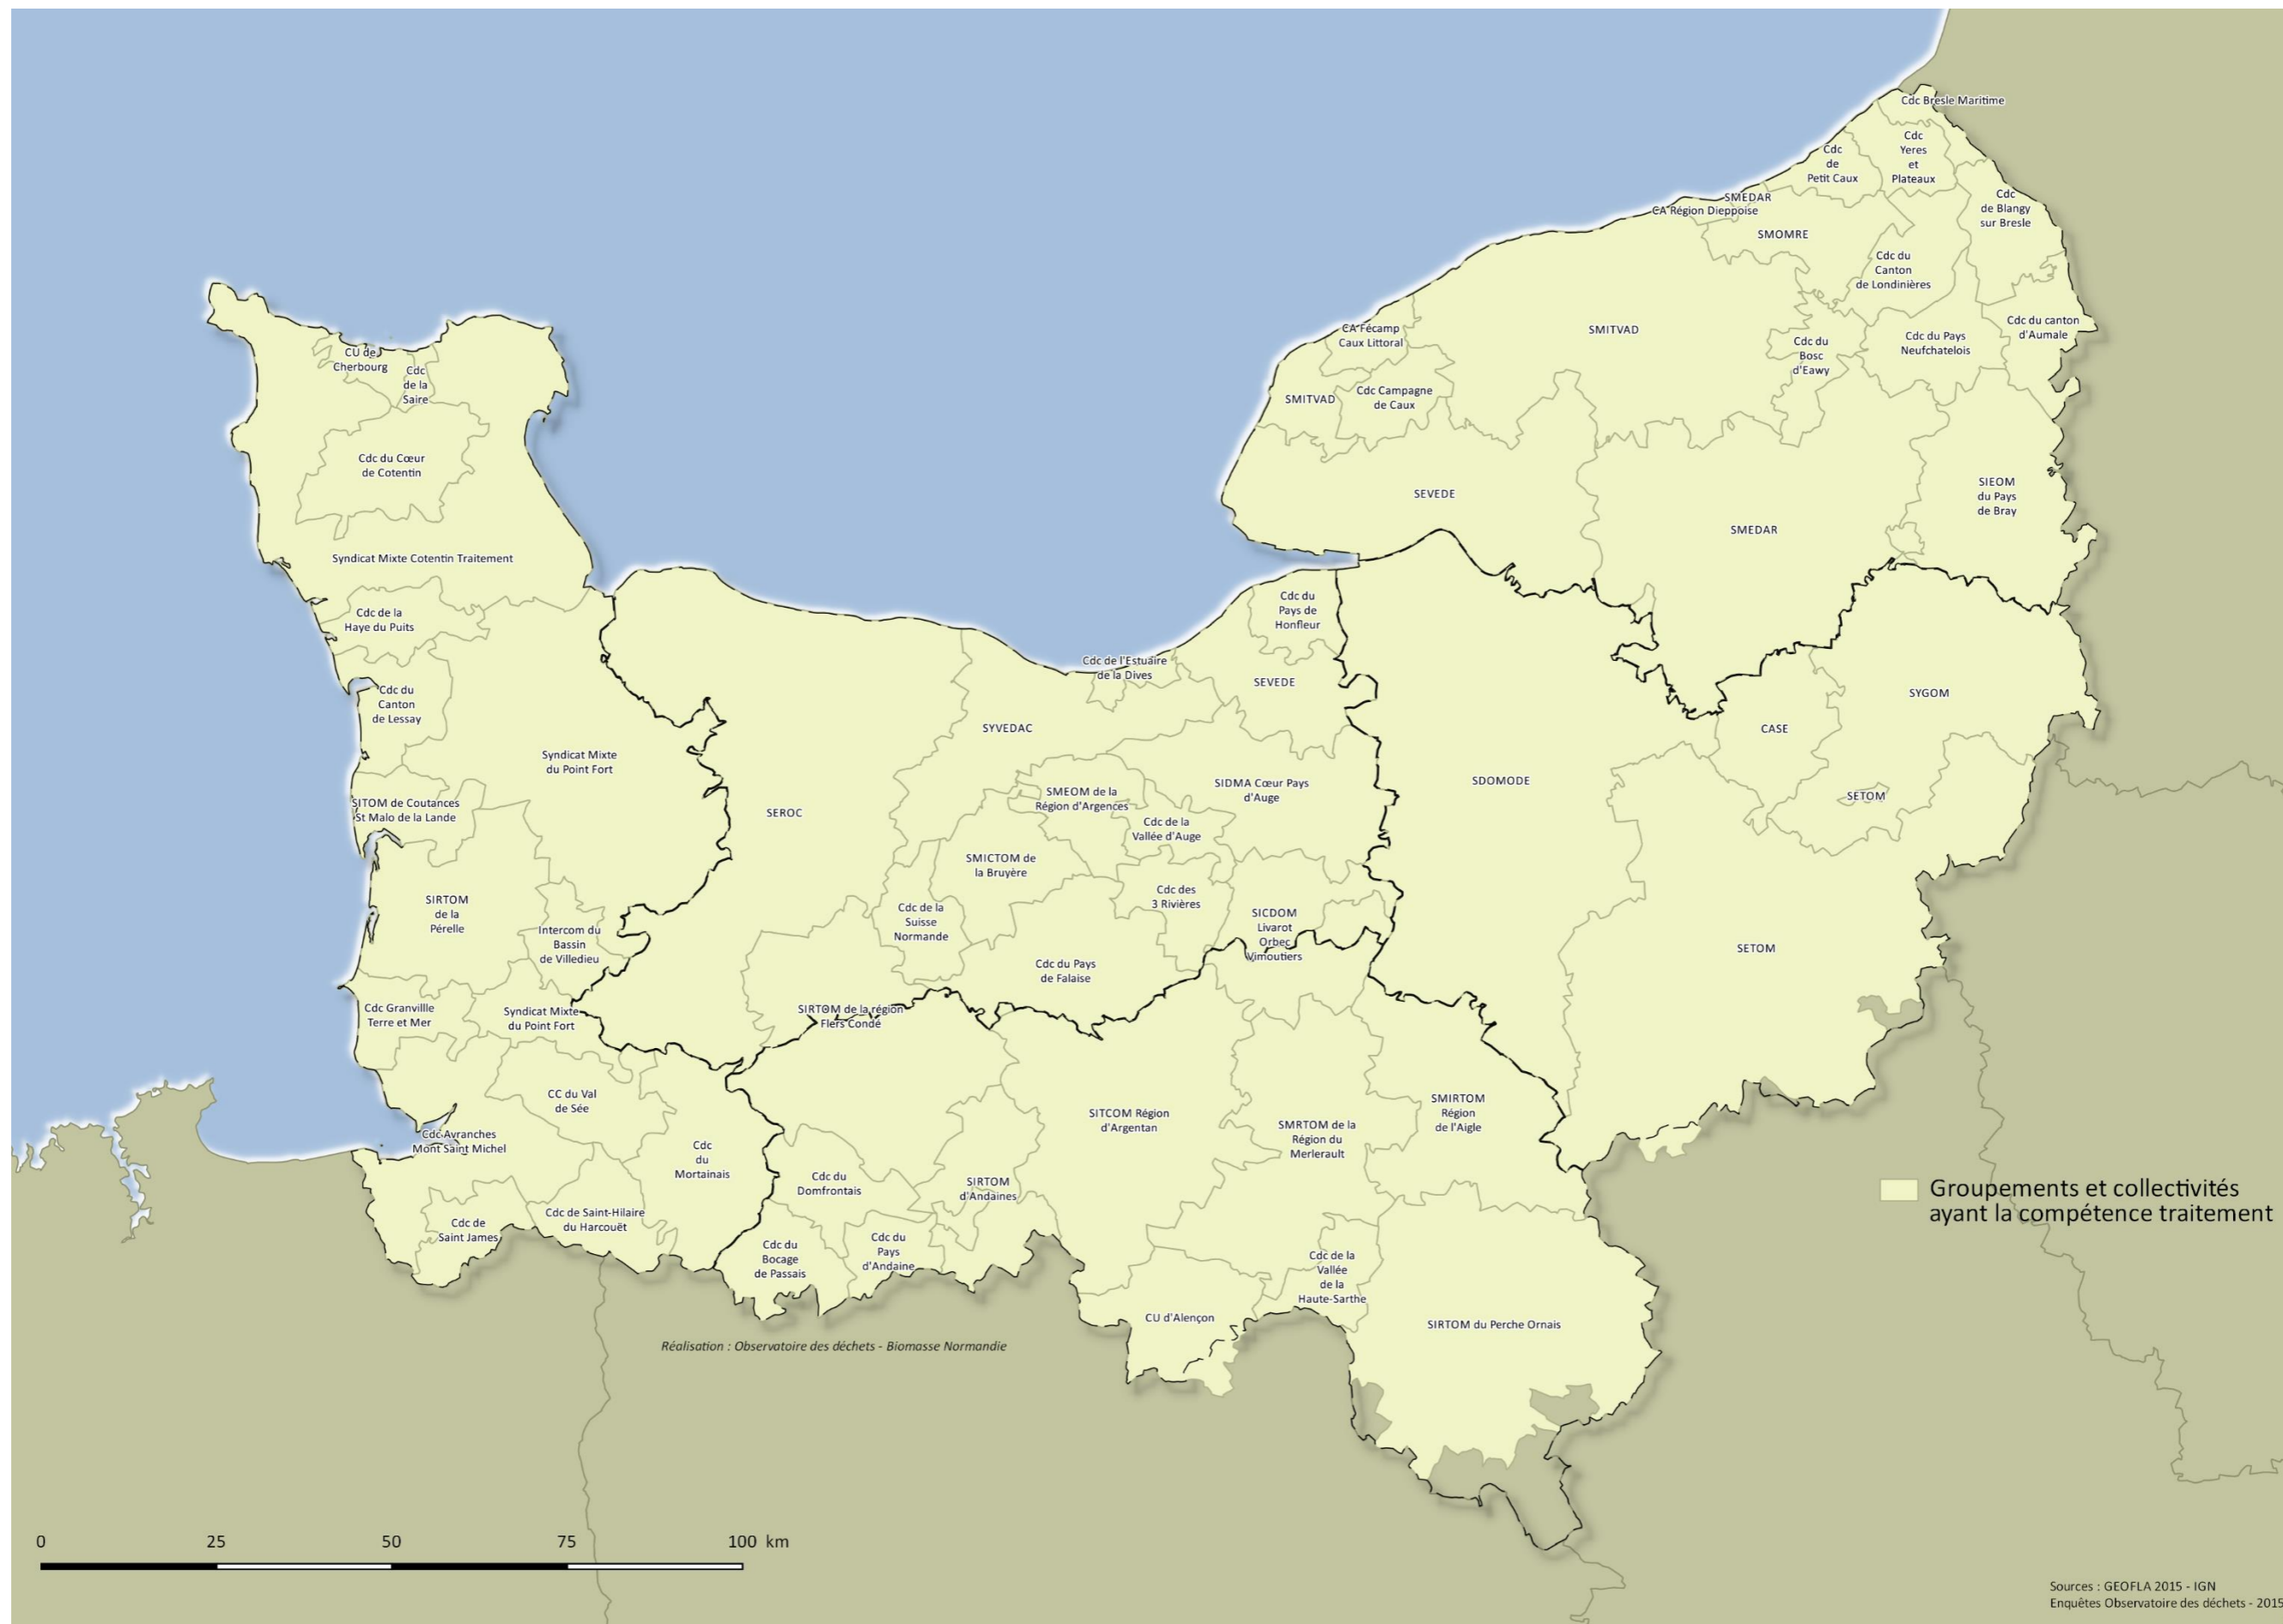 Cdc Bresle Maritime
Cdc
Yeres
et
Plateaux
Cdc
de
Petit Caux
Cdc
de Blangy
sur Bresle
SMEDAR
CA Région Dieppoise
SMOMRE
Cdc du
Canton
de Londinières
CA Fécamp
Caux Littoral
SMITVAD
Cdc du
Bosc
d'Eawy
Cdc du Pays
Neufchatelois
Cdc du canton
d'Aumale
SMITVAD
Cdc Campagne
de Caux
SEVEDE
SMEDAR
SIEOM
du Pays
de Bray
CU de
Cherbourg
Cdc
de la
Saire
Cdc du Cœur
de Cotentin
Syndicat Mixte Cotentin Traitement
Cdc de la
Haye du Puits
Cdc du
Canton
de Lessay
Syndicat Mixte
du Point Fort
SITOM de Coutances
St Malo de la Lande
SIRTOM
de la
Pérelle
Intercom du
Bassin
de Villedieu
Cdc Granvillle
Terre et Mer
Syndicat Mixte
du Point Fort
CC du Val
de Sée
Cdc Avranches
Mont Saint Michel
Cdc
du
Mortainais
Cdc de
Saint James
Cdc de Saint-Hilaire
du Harcouët
Cdc du
Pays de
Honfleur
Cdc de l'Estuaire
de la Dives
SEVEDE
SYVEDAC
SEROC
SMEOM de la
Région d'Argences
SIDMA Cœur Pays
d'Auge
Cdc de la
Vallée d'Auge
SMICTOM de
la Bruyère
Cdc des
3 Rivières
Cdc de la
Suisse
Normande
SICDOM
Livarot
Orbec
Vimoutiers
Cdc du Pays
de Falaise
SIRTOM de la région
Flers Condé
SDOMODE
CASE
SYGOM
SETOM
SETOM
SITCOM Région
d'Argentan
SMRTOM de la
Région du
Merlerault
SMIRTOM
Région
de l'Aigle
Cdc du
Domfrontais
SIRTOM
d'Andaines
Cdc du
Bocage
de Passais
Cdc du
Pays
d'Andaine
Cdc de la
Vallée
de la
Haute-Sarthe
CU d'Alençon
SIRTOM du Perche Ornais
Groupements et collectivités
ayant la compétence traitement
Réalisation : Observatoire des déchets - Biomasse Normandie
0 25 50 75 100 km
Sources : GEOFLA 2015 - IGN
Enquêtes Observatoire des déchets - 2015